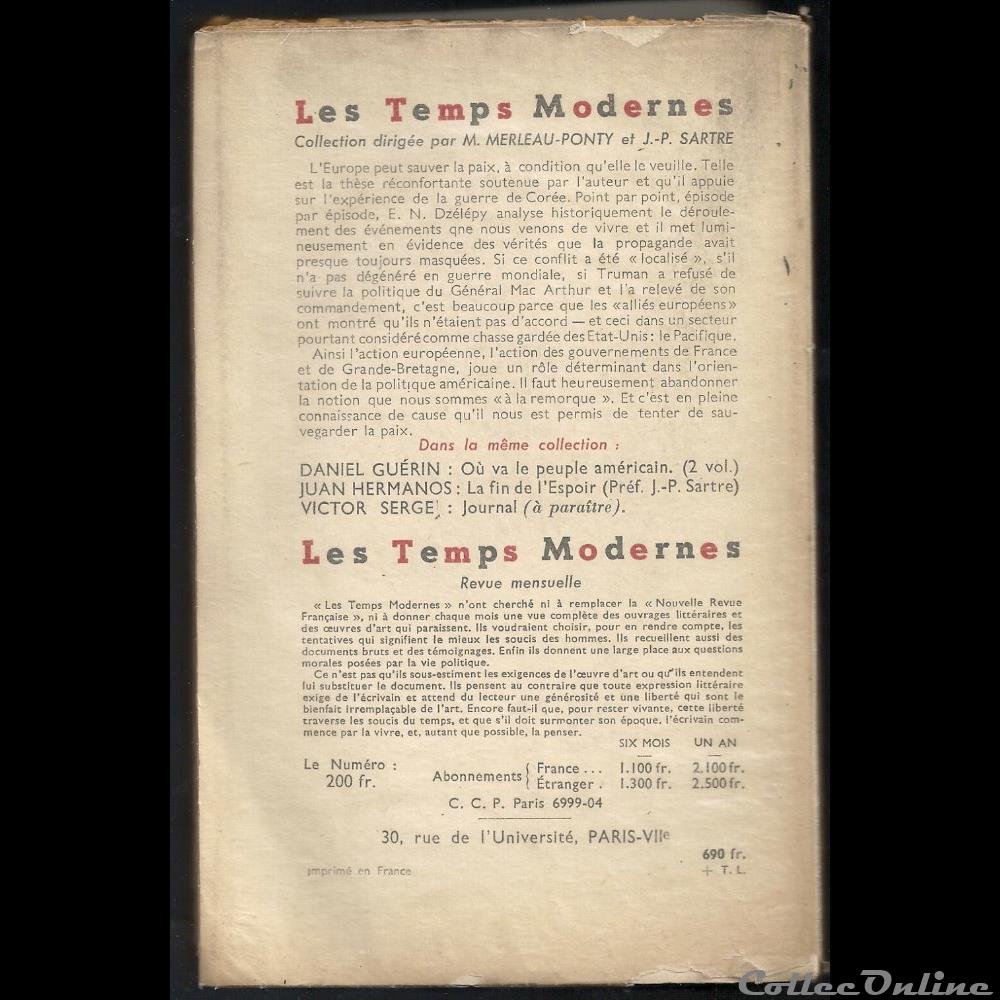 Les Temps Modernes
Collection dirigée par M. MERLEAU-PONTY et J.-P. SARTRE
L'Europe peut sauver la paix, à condition qu'elle le veuille. Telle
est la thèse réconfortante soutenue par l'auteur et qu'il appuie
sur l'expérience de la guerre de Corée. Point par point, épisode
par épisode, E. N. Dzélépy analyse historiquement le déroule-
ment des événements qne nous venons de vivre et il met lumi-
neusement en évidence des vérités que la propagande avait
presque toujours masquées. Si ce conflit a été « localisé », s'il
n'a pas dégénéré en guerre mondiale, si Truman a refusé de
suivre la politique du Général Mac Arthur et l'a relevé de son
commandement, c'est beaucoup parce que les «alliés européens»
ont montré qu'ils n'étaient pas d'accord — et ceci dans un secteur
pourtant considéré comme chasse gardée des Etat-Unis : le Pacifique.
Ainsi l'action européenne, l'action des gouvernements de France
et de Grande-Bretagne, joue un rôle déterminant dans l'orien-
tation de la politique américaine. Il faut heureusement abandonner
la notion que nous sommes « à la remorque ». Et c'est en pleine
connaissance de cause qu'il nous est permis de tenter de sau-
vegarder la paix.
Dans la même collection :
DANIEL GUÉRIN : Où va le peuple américain. (2 vol.)
JUAN HERMANOS : La fin de l'Espoir (Préf. J.-P. Sartre)
VICTOR SERGE : Journal (à paraître).
Les Temps Modernes
Revue mensuelle
« Les Temps Modernes » n'ont cherché ni à remplacer la « Nouvelle Revue
Française », ni à donner chaque mois une vue complète des ouvrages littéraires et
des œuvres d'art qui paraissent. Ils voudraient choisir, pour en rendre compte, les
tentatives qui signifient le mieux les soucis des hommes. Ils recueillent aussi des
documents bruts et des témoignages. Enfin ils donnent une large place aux questions
morales posées par la vie politique.
Ce n'est pas qu'ils sous-estiment les exigences de l'œuvre d'art ou qu'ils entendent
lui substituer le document. Ils pensent au contraire que toute expression littéraire
exige de l'écrivain et attend du lecteur une générosité et une liberté qui sont le
bienfait irremplaçable de l'art. Encore faut-il que, pour rester vivante, cette liberté
traverse les soucis du temps, et que s'il doit surmonter son époque, l'écrivain com-
mence par la vivre, et, autant que possible, la penser.
SIX MOIS UN AN
Le Numéro : 200 fr.
Abonnements { France ... 1.100 fr. 2.100 fr.
Étranger . 1.300 fr. 2.500 fr.
C. C. P. Paris 6999-04
30, rue de l'Université, PARIS-VIIe
690 fr.
+ T. L.
imprimé en France
CollecOnline